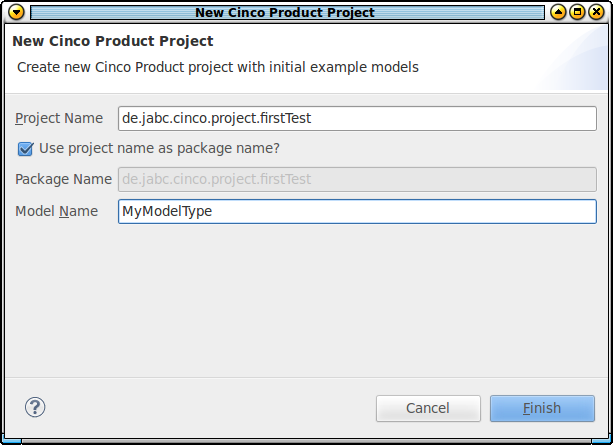 New Cinco Product Project
New Cinco Product Project
Create new Cinco Product project with initial example models
Project Name de.jabc.cinco.project.firstTest
Use project name as package name?
Package Name de.jabc.cinco.project.firstTest
Model Name MyModelType
? Cancel Finish